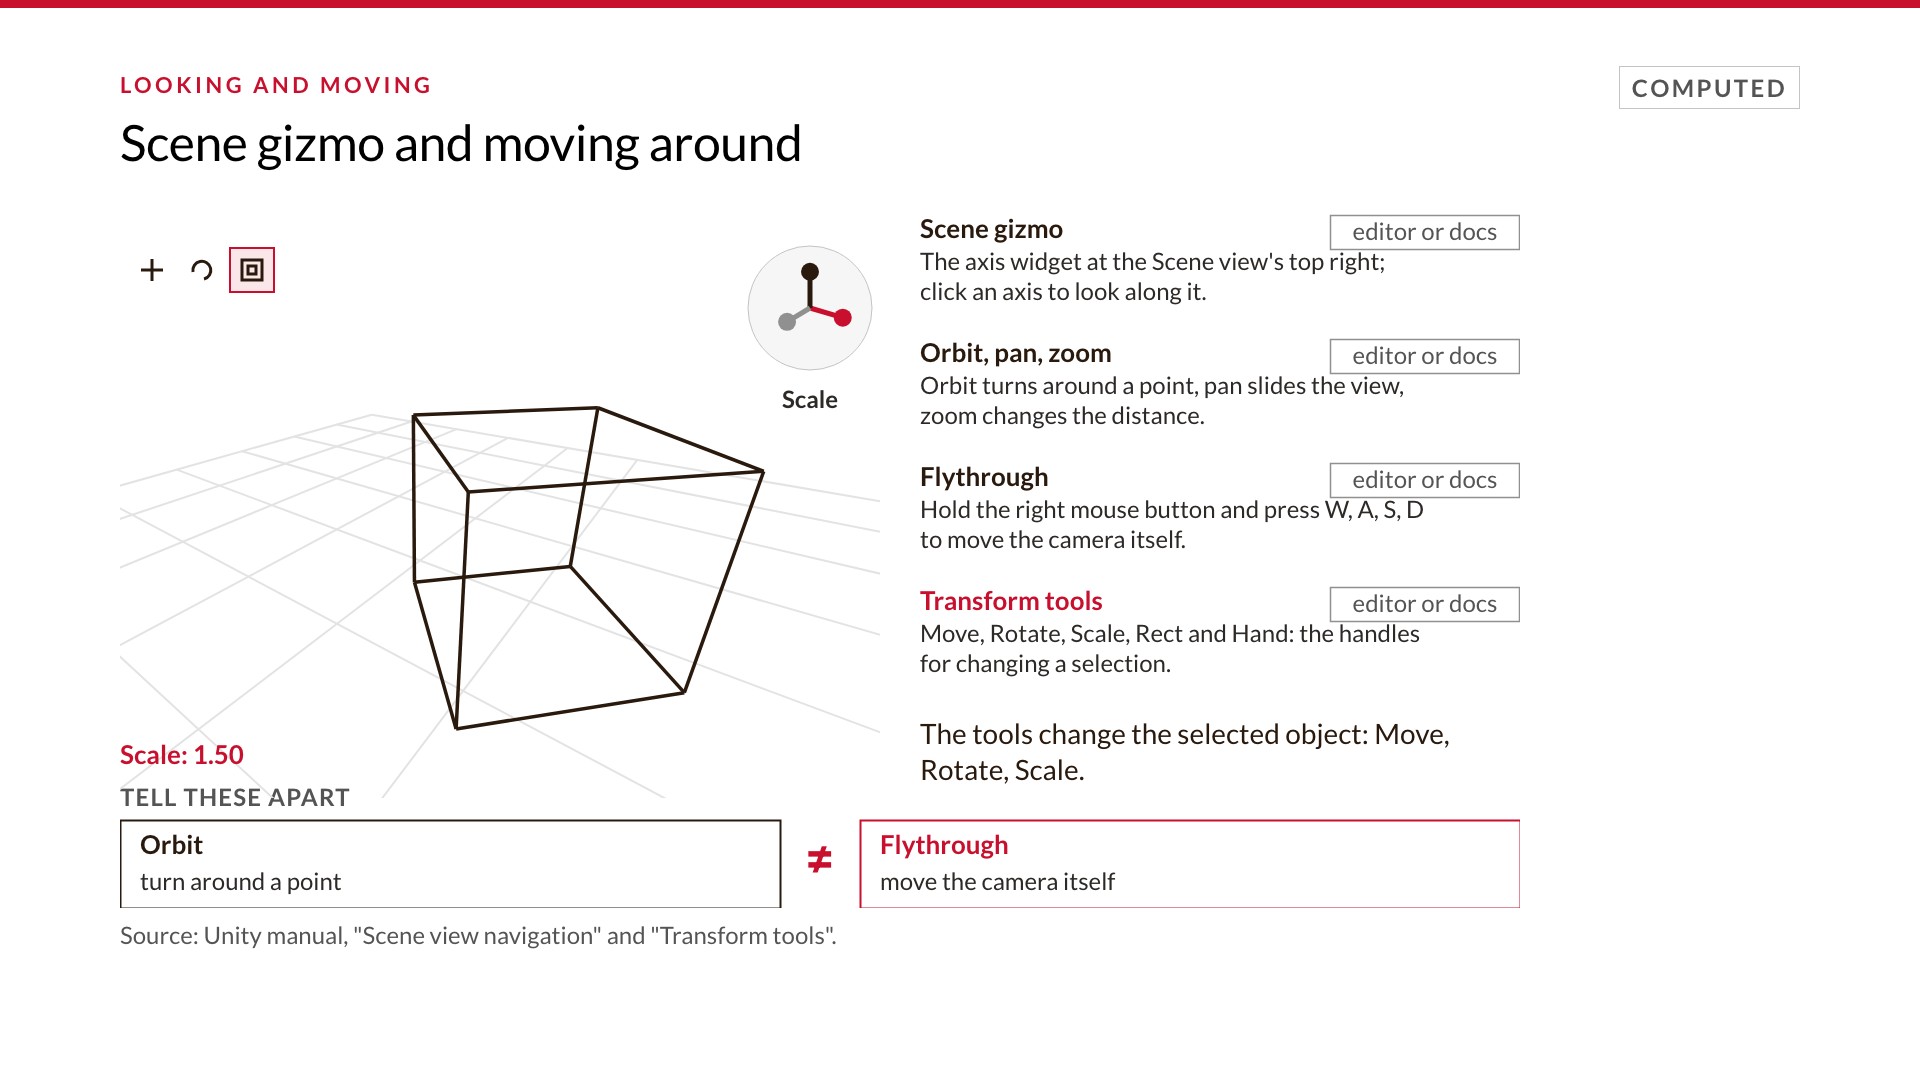 LOOKING AND MOVING
COMPUTED
Scene gizmo and moving around
Scale
Scale: 1.50
Scene gizmo
editor or docs
The axis widget at the Scene view's top right;
click an axis to look along it.
Orbit, pan, zoom
editor or docs
Orbit turns around a point, pan slides the view,
zoom changes the distance.
Flythrough
editor or docs
Hold the right mouse button and press W, A, S, D
to move the camera itself.
Transform tools
editor or docs
Move, Rotate, Scale, Rect and Hand: the handles
for changing a selection.
The tools change the selected object: Move,
Rotate, Scale.
TELL THESE APART
Orbit
turn around a point
≠
Flythrough
move the camera itself
Source: Unity manual, "Scene view navigation" and "Transform tools".